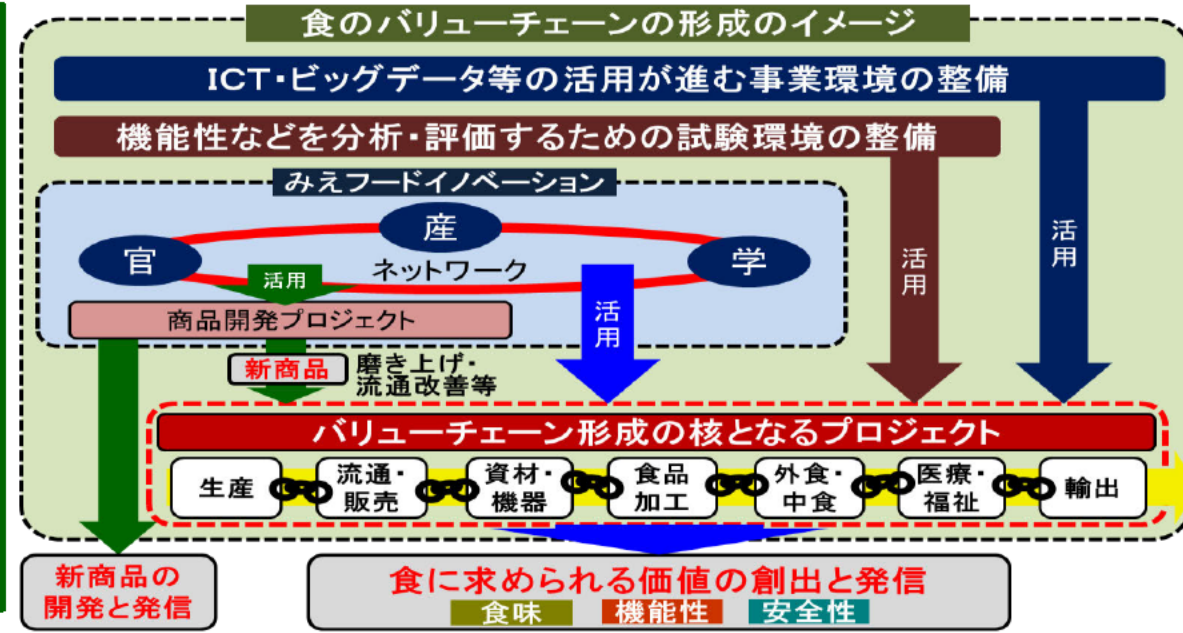 食のバリューチェーンの形成のイメージ
ICT・ビッグデータ等の活用が進む事業環境の整備
機能性などを分析・評価するための試験環境の整備
みえフードイノベーション
産
官
学
ネットワーク
活用
商品開発プロジェクト
活用
活用
活用
新商品
磨き上げ・
流通改善等
バリューチェーン形成の核となるプロジェクト
生産
流通・
販売
資材・
機器
食品
加工
外食・
中食
医療・
福祉
輸出
新商品の
開発と発信
食に求められる価値の創出と発信
食味
機能性
安全性